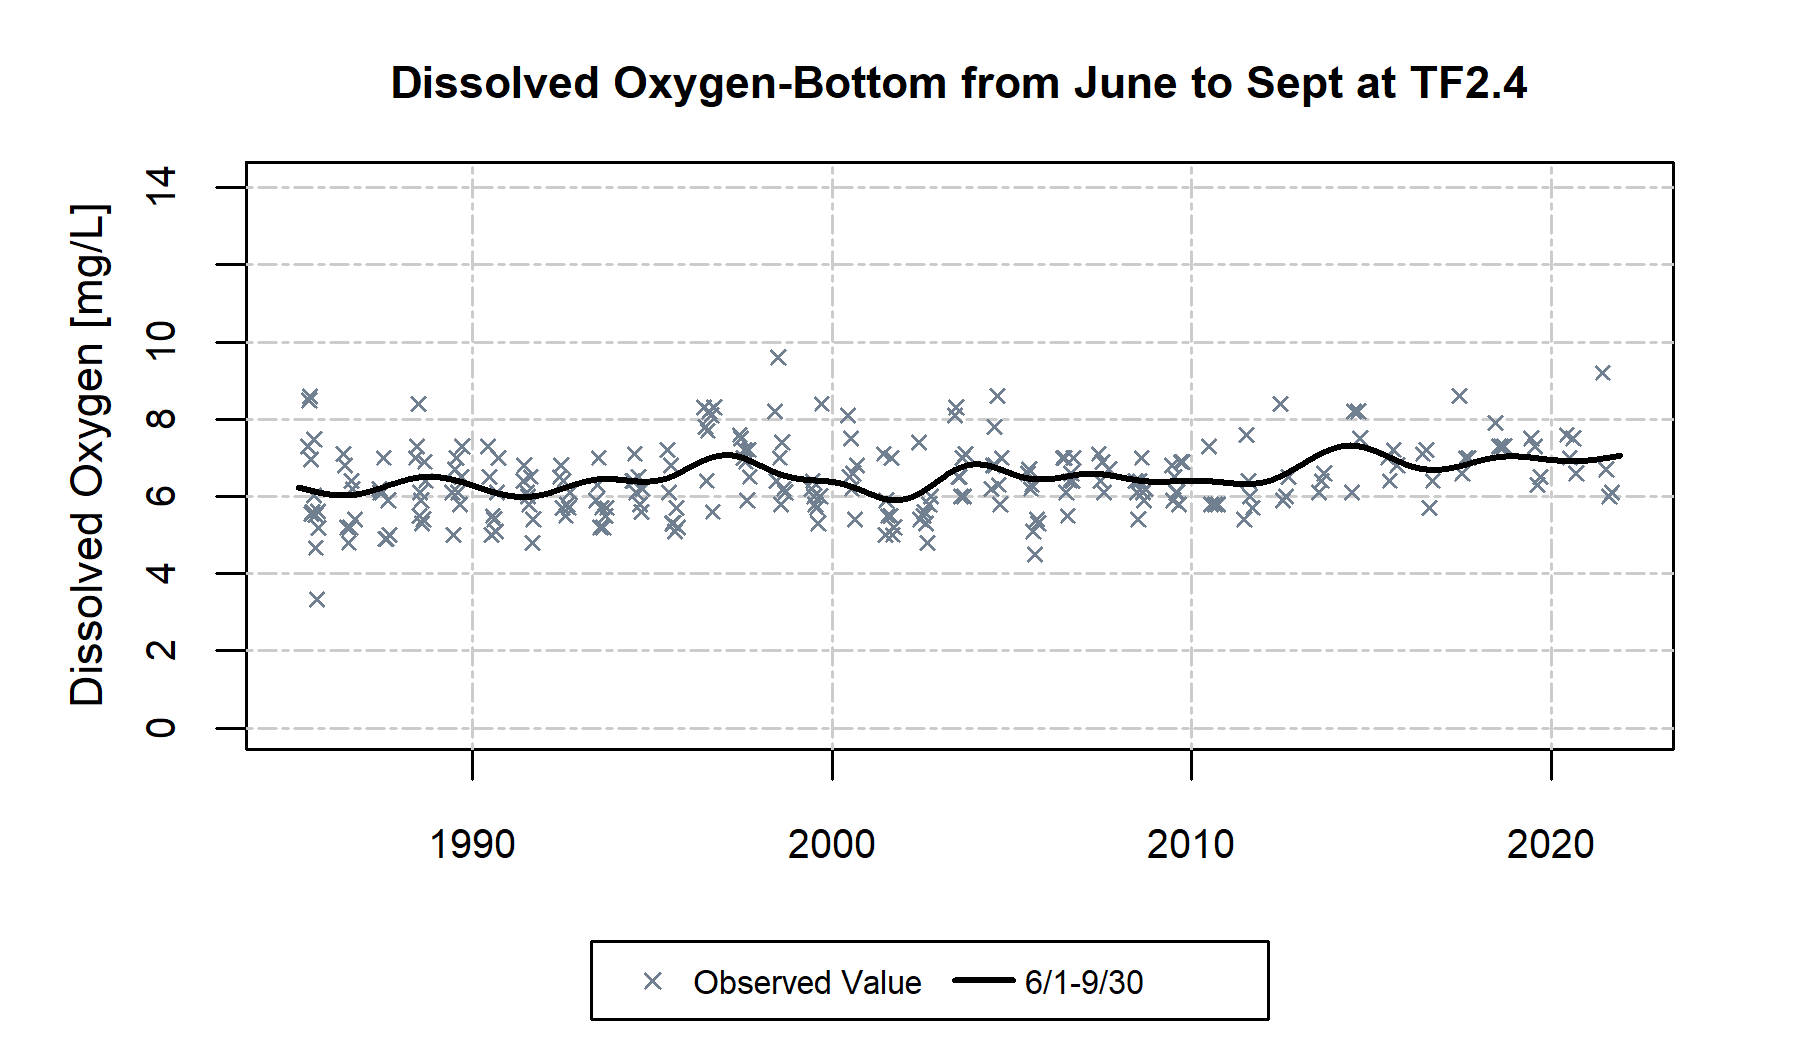 Dissolved Oxygen-Bottom from June to Sept at TF2.4
Dissolved Oxygen [mg/L]
14
10
8
6
4
2
0
1990 2000 2010 2020
Observed Value 6/1-9/30